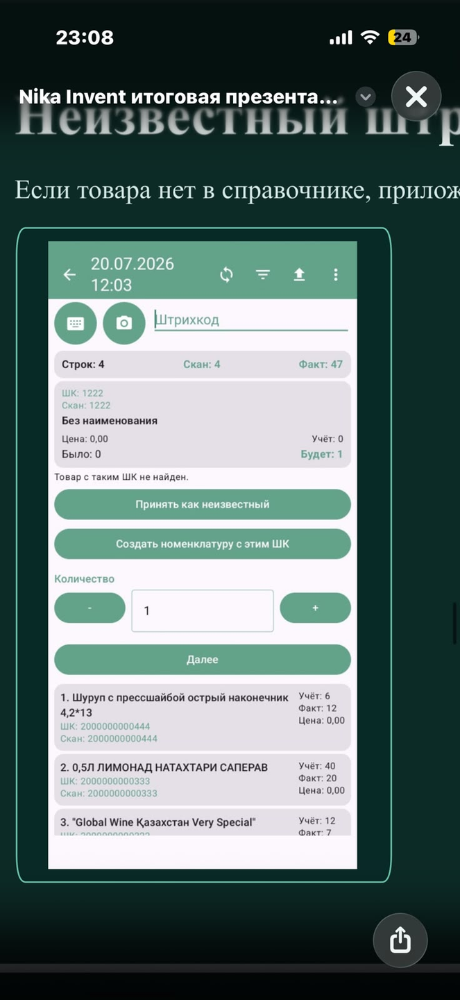 23:08
24
Nika Invent итоговая презента...
Неизвестный штр
Если товара нет в справочнике, прилож
20.07.2026
12:03
Штрихкод
Строк: 4 Скан: 4 Факт: 47
ШК: 1222
Скан: 1222
Без наименования
Цена: 0,00 Учёт: 0
Было: 0 Будет: 1
Товар с таким ШК не найден.
Принять как неизвестный
Создать номенклатуру с этим ШК
Количество
- 1 +
Далее
1. Шуруп с прессшайбой острый наконечник
4,2*13
ШК: 2000000000444
Скан: 2000000000444
Учёт: 6
Факт: 12
Цена: 0,00
2. 0,5Л ЛИМОНАД НАТАХТАРИ САПЕРАВ
ШК: 2000000000333
Скан: 2000000000333
Учёт: 40
Факт: 20
Цена: 0,00
3. "Global Wine Қазахстан Very Special"
Учёт: 12
Факт: 7